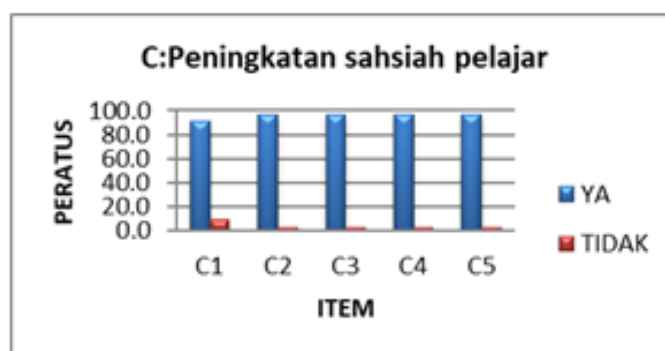 C:Peningkatan sahsiah pelajar
PERATUS
100.0
80.0
60.0
40.0
20.0
0.0
C1 C2 C3 C4 C5
ITEM
YA
TIDAK